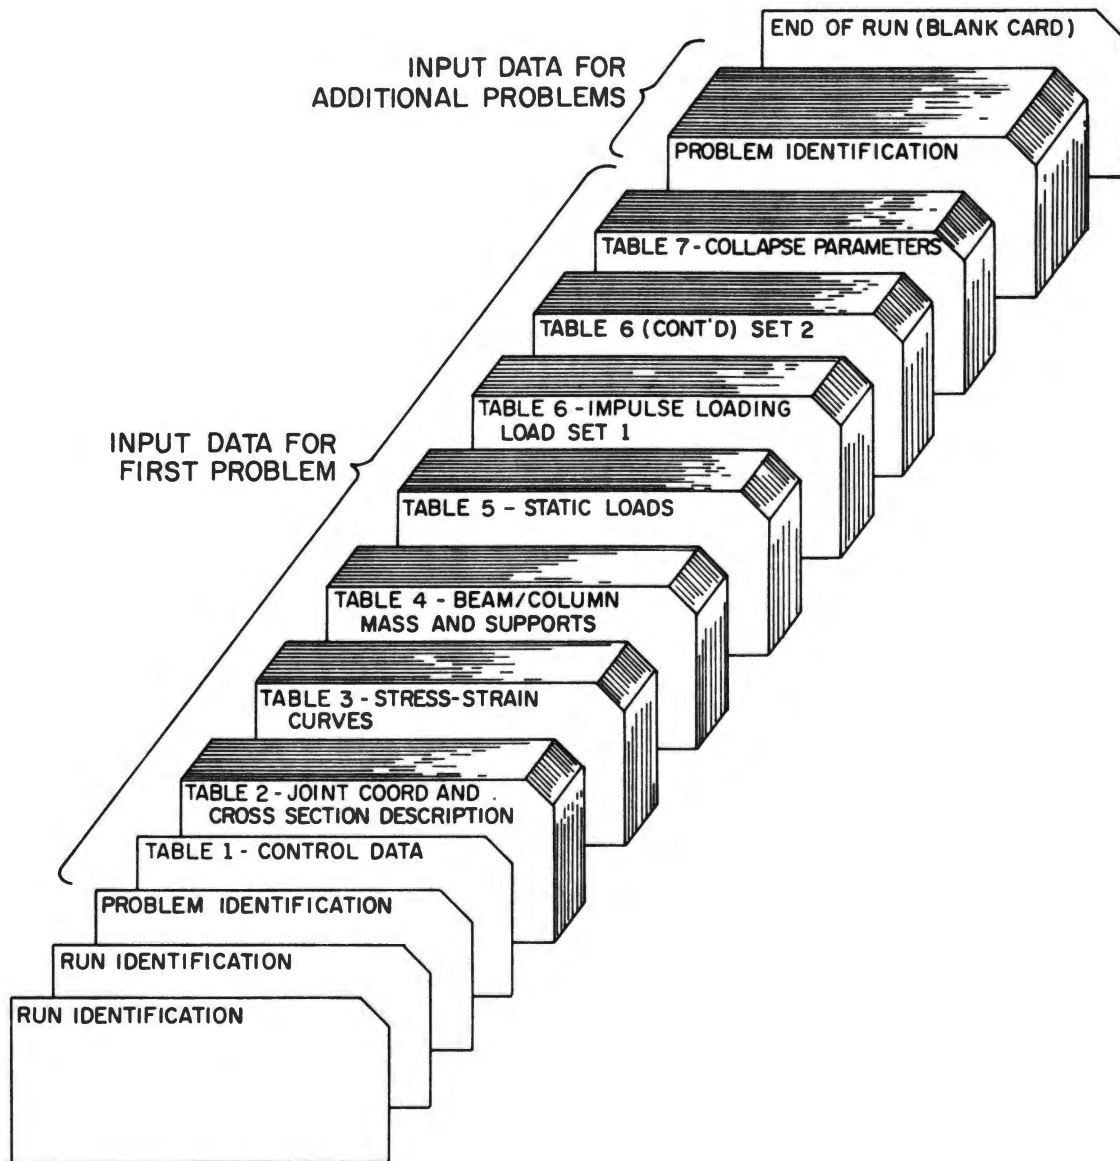 END OF RUN (BLANK CARD)
INPUT DATA FOR
ADDITIONAL PROBLEMS
PROBLEM IDENTIFICATION
TABLE 7 - COLLAPSE PARAMETERS
TABLE 6 (CONT'D) SET 2
TABLE 6 - IMPULSE LOADING
LOAD SET 1
INPUT DATA FOR
FIRST PROBLEM
TABLE 5 - STATIC LOADS
TABLE 4 - BEAM/COLUMN
MASS AND SUPPORTS
TABLE 3 - STRESS-STRAIN
CURVES
TABLE 2 - JOINT COORD AND
CROSS SECTION DESCRIPTION
TABLE 1 - CONTROL DATA
PROBLEM IDENTIFICATION
RUN IDENTIFICATION
RUN IDENTIFICATION